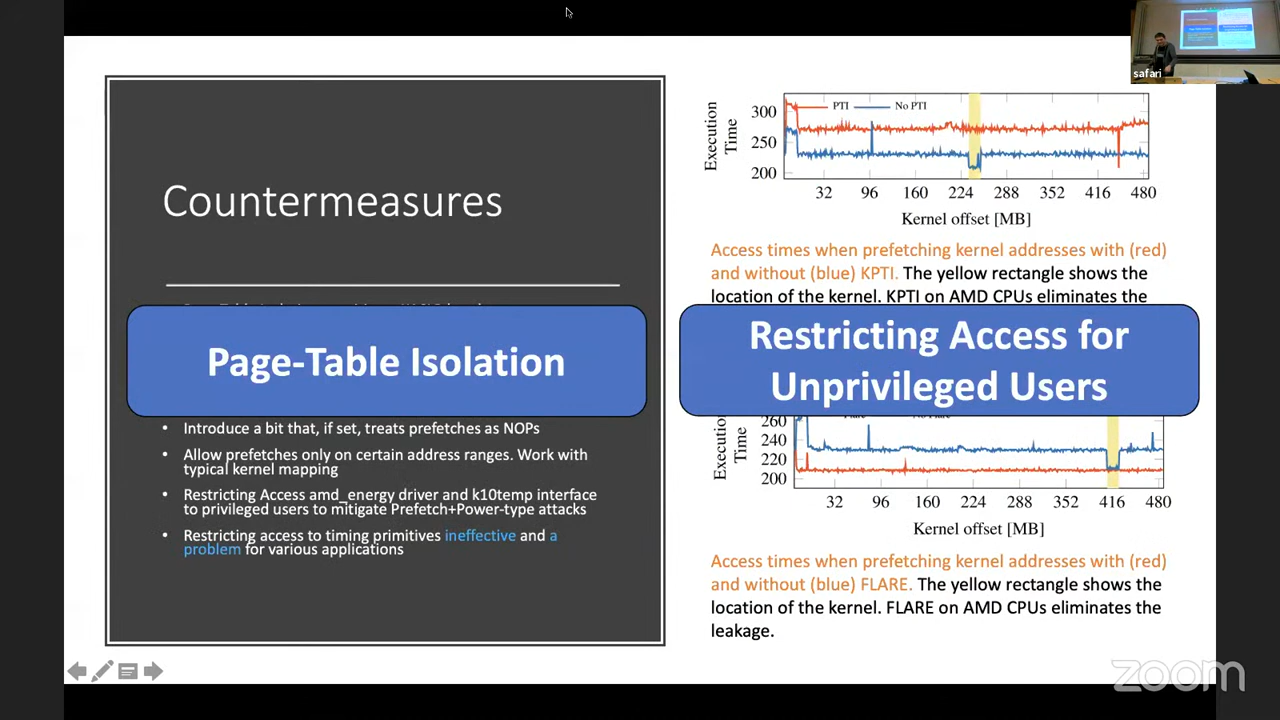 safari
Countermeasures
Page-Table Isolation
Introduce a bit that, if set, treats prefetches as NOPs
Allow prefetches only on certain address ranges. Work with
typical kernel mapping
Restricting Access amd_energy driver and k10temp interface
to privileged users to mitigate Prefetch+Power-type attacks
Restricting access to timing primitives ineffective and a
problem for various applications
Execution
Time
300
250
200
PTI
No PTI
32 96 160 224 288 352 416 480
Kernel offset [MB]
Access times when prefetching kernel addresses with (red)
and without (blue) KPTI. The yellow rectangle shows the
location of the kernel. KPTI on AMD CPUs eliminates the
Restricting Access for
Unprivileged Users
Time
260
240
220
200
32 96 160 224 288 352 416 480
Kernel offset [MB]
Access times when prefetching kernel addresses with (red)
and without (blue) FLARE. The yellow rectangle shows the
location of the kernel. FLARE on AMD CPUs eliminates the
leakage.
zoom